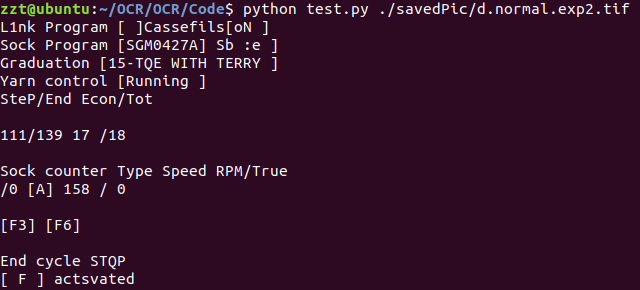 zzt@ubuntu:~/OCR/OCR/Code$ python test.py ./savedPic/d.normal.exp2.tif
L1nk Program [ ]Cassefils[oN ]
Sock Program [SGM0427A] Sb :e ]
Graduation [15-TQE WITH TERRY ]
Yarn control [Running ]
SteP/End Econ/Tot
111/139 17 /18
Sock counter Type Speed RPM/True
/0 [A] 158 / 0
[F3] [F6]
End cycle STQP
[ F ] actsvated